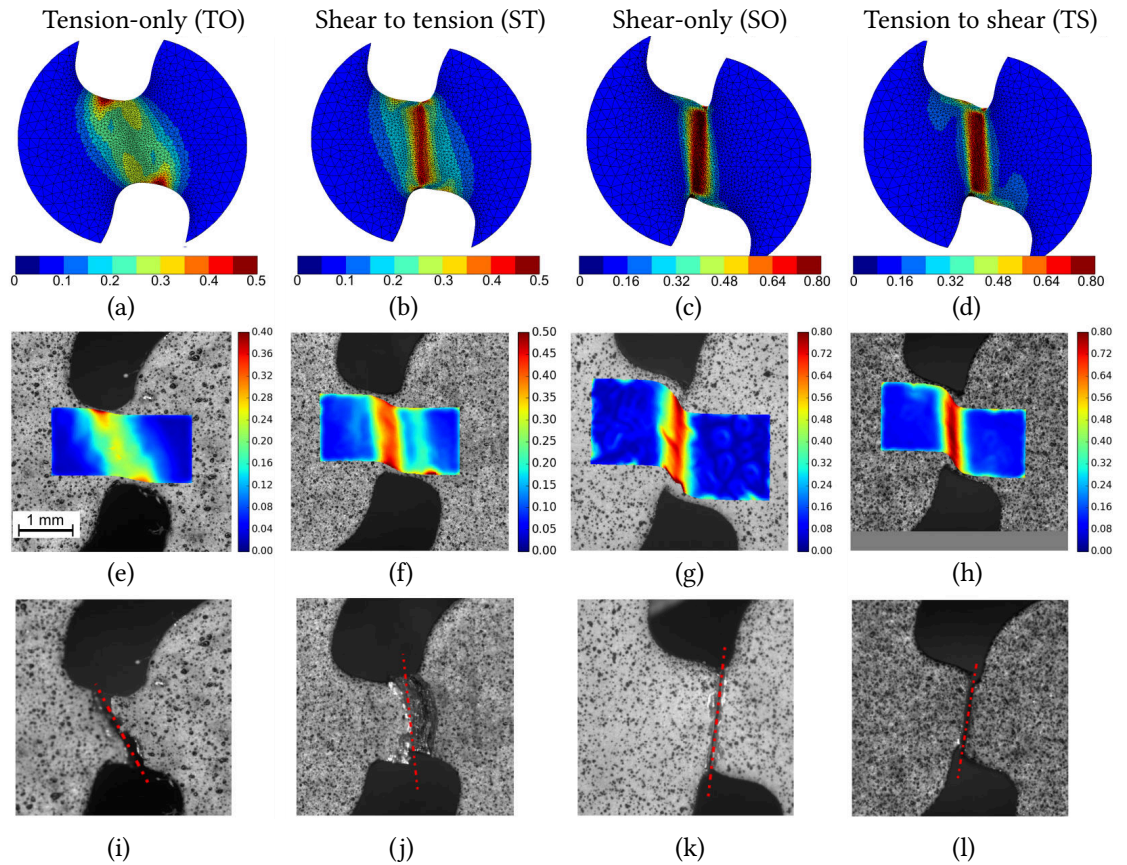 Tension-only (TO) Shear to tension (ST) Shear-only (SO) Tension to shear (TS)
0 0.1 0.2 0.3 0.4 0.5 0 0.1 0.2 0.3 0.4 0.5 0 0.16 0.32 0.48 0.64 0.80 0 0.16 0.32 0.48 0.64 0.80
(a) (b) (c) (d)
0.40 0.50 0.80 0.80
0.36 0.45 0.72 0.72
0.32 0.40 0.64 0.64
0.28 0.35 0.56 0.56
0.24 0.30 0.48 0.48
0.20 0.25 0.40 0.40
0.16 0.20 0.32 0.32
0.12 0.15 0.24 0.24
0.08 0.10 0.16 0.16
0.04 0.05 0.08 0.08
0.00 0.00 0.00 0.00
1 mm
(e) (f) (g) (h)
(i) (j) (k) (l)